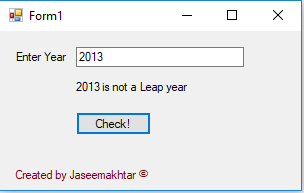 Form1
Enter Year 2013
2013 is not a Leap year
Check!
Created by Jaseemakhtar ©